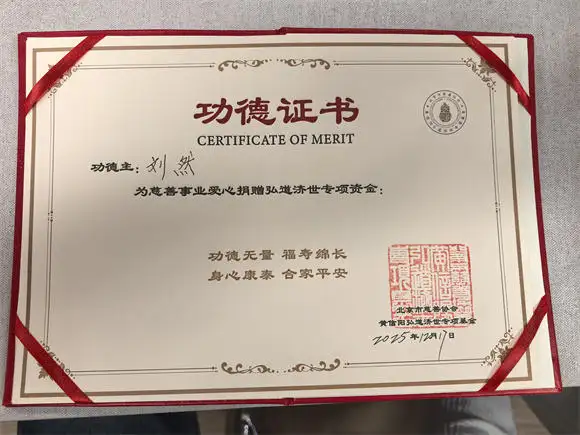 功德证书
CERTIFICATE OF MERIT
功德主：刘然
为慈善事业爱心捐赠弘道济世专项资金：
功德无量 福寿绵长
身心康泰 合家平安
北京市慈善协会
黄信阳弘道济世专项基金
2025年12月17日